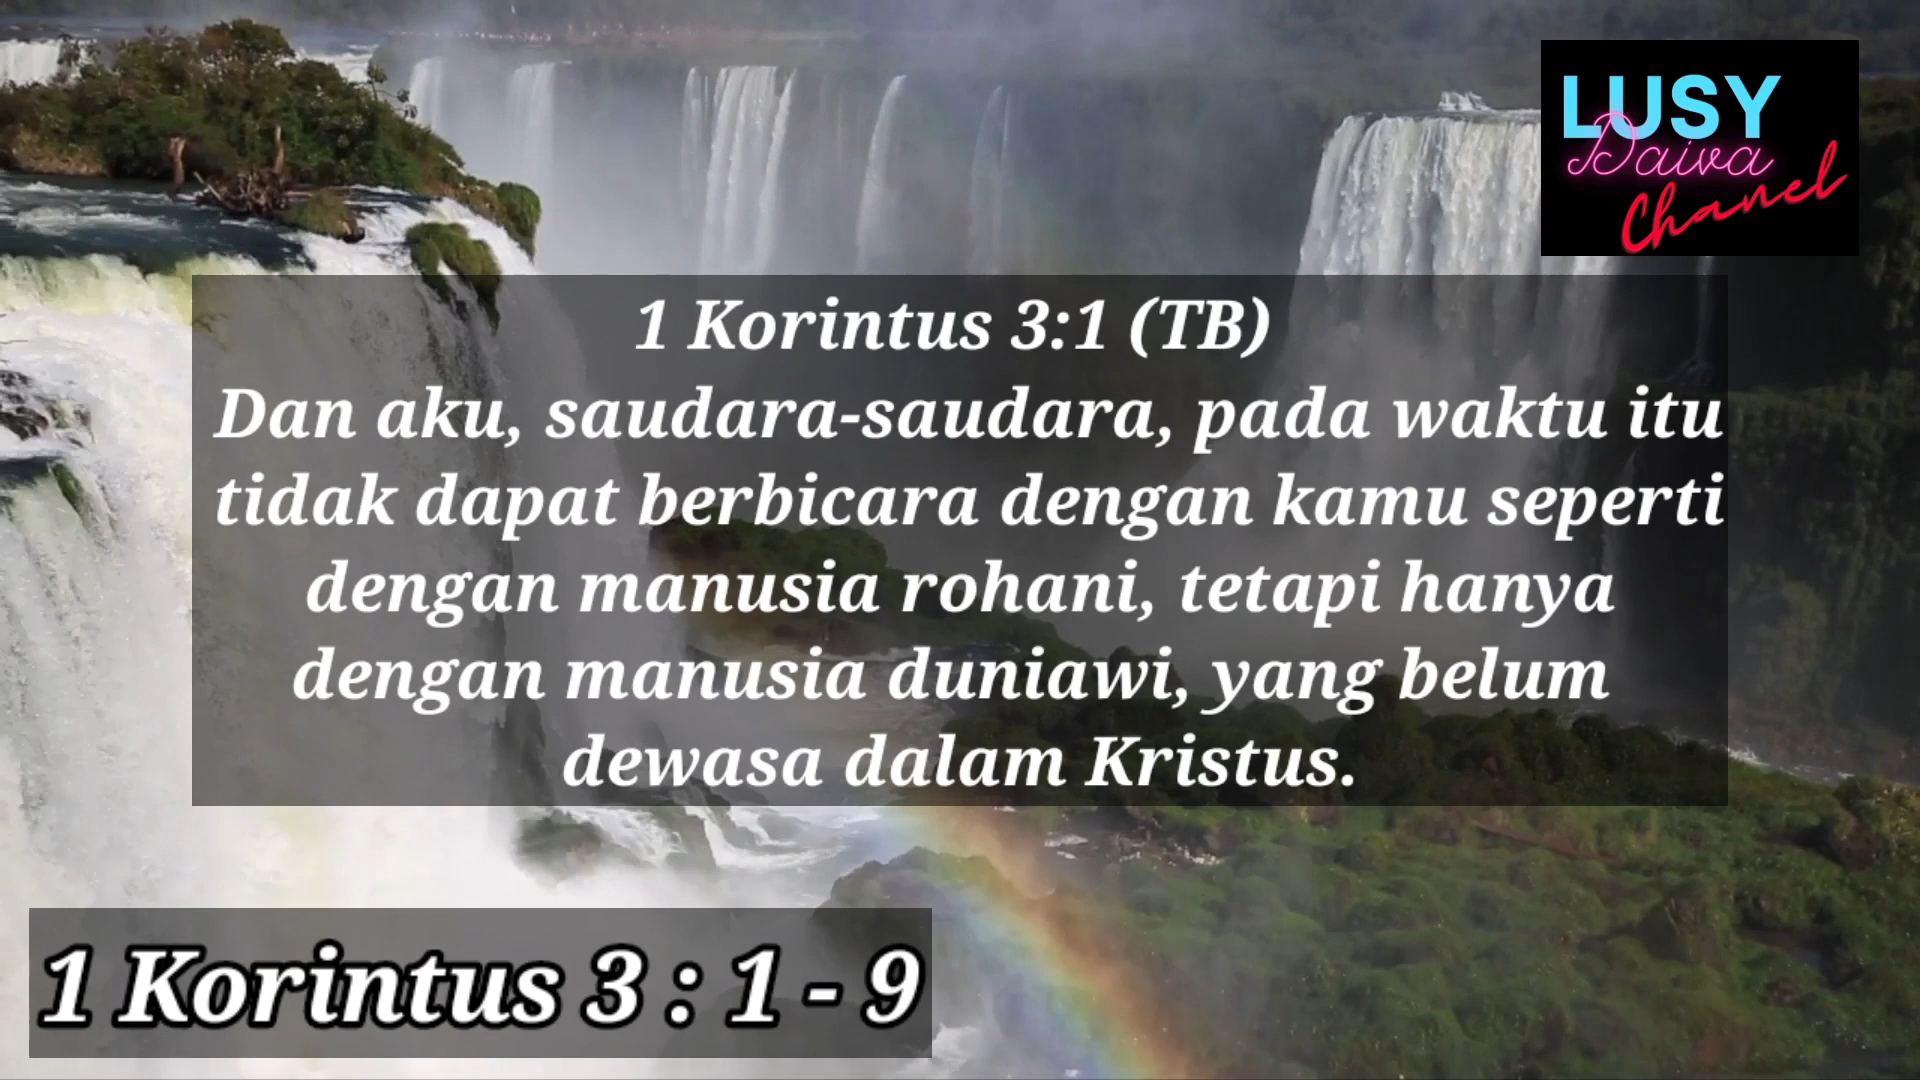 LUSY
Daiva
Chanel
1 Korintus 3:1 (TB)
Dan aku, saudara-saudara, pada waktu itu
tidak dapat berbicara dengan kamu seperti
dengan manusia rohani, tetapi hanya
dengan manusia duniawi, yang belum
dewasa dalam Kristus.
1 Korintus 3 : 1 - 9